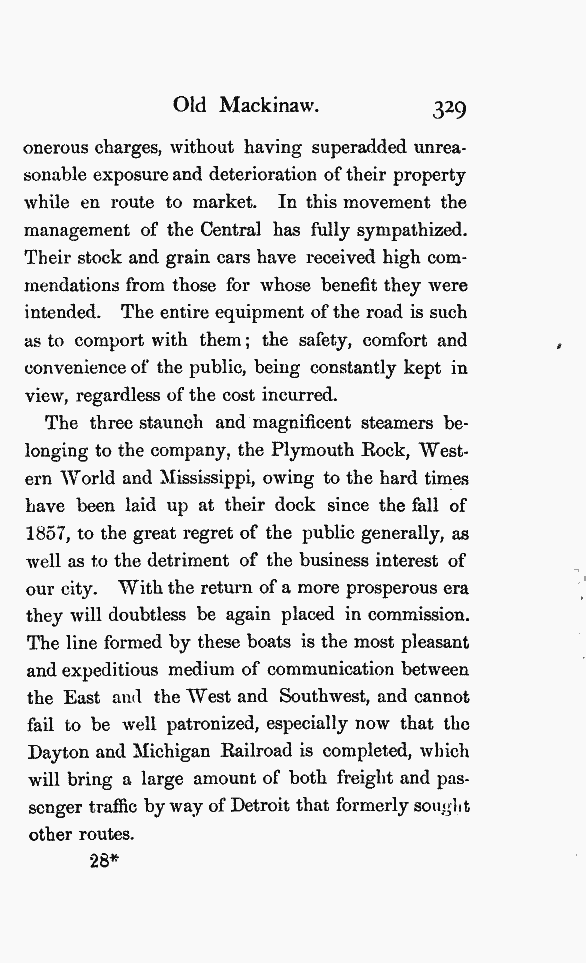 Old Mackinaw. 329
onerous charges, without having superadded unrea-
sonable exposure and deterioration of their property
while en route to market. In this movement the
management of the Central has fully sympathized.
Their stock and grain cars have received high com-
mendations from those for whose benefit they were
intended. The entire equipment of the road is such
as to comport with them; the safety, comfort and
convenience of the public, being constantly kept in
view, regardless of the cost incurred.
The three staunch and magnificent steamers be-
longing to the company, the Plymouth Rock, West-
ern World and Mississippi, owing to the hard times
have been laid up at their dock since the fall of
1857, to the great regret of the public generally, as
well as to the detriment of the business interest of
our city. With the return of a more prosperous era
they will doubtless be again placed in commission.
The line formed by these boats is the most pleasant
and expeditious medium of communication between
the East and the West and Southwest, and cannot
fail to be well patronized, especially now that the
Dayton and Michigan Railroad is completed, which
will bring a large amount of both freight and pas-
senger traffic by way of Detroit that formerly sought
other routes.
28*